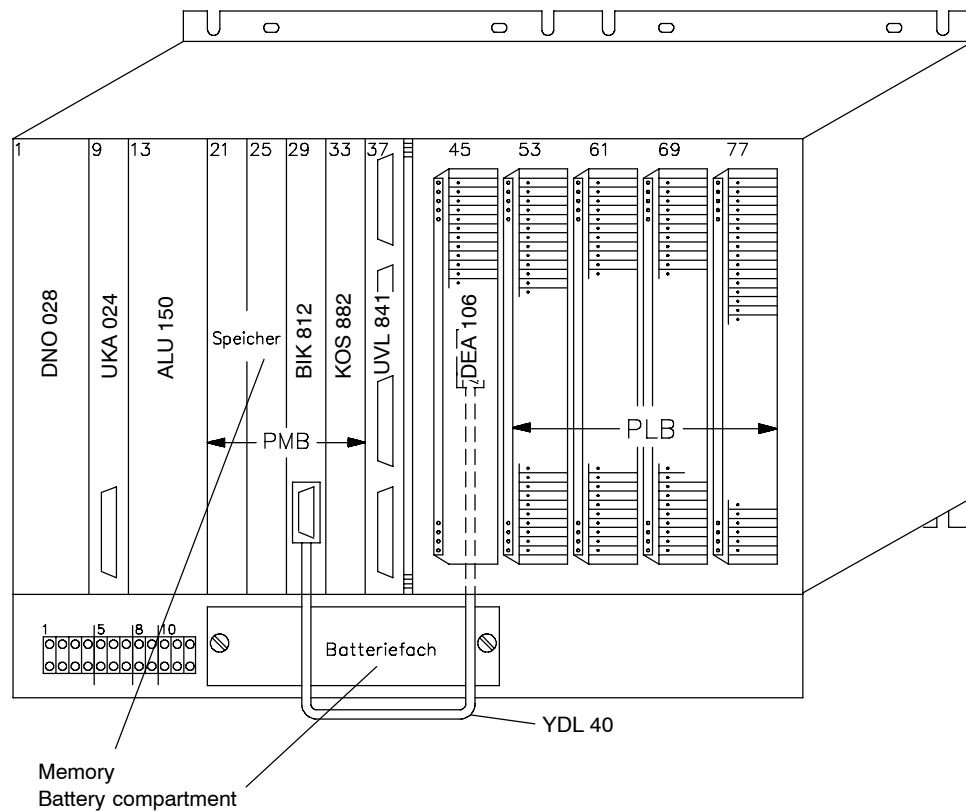 1 9 13 21 25 29 33 37 45 53 61 69 77
DNO 028
UKA 024
ALU 150
Speicher
BIK 812
KOS 882
UVL 841
DEA 106
PMB
PLB
1 5 8 10
Batteriefach
YDL 40
Memory
Battery compartment